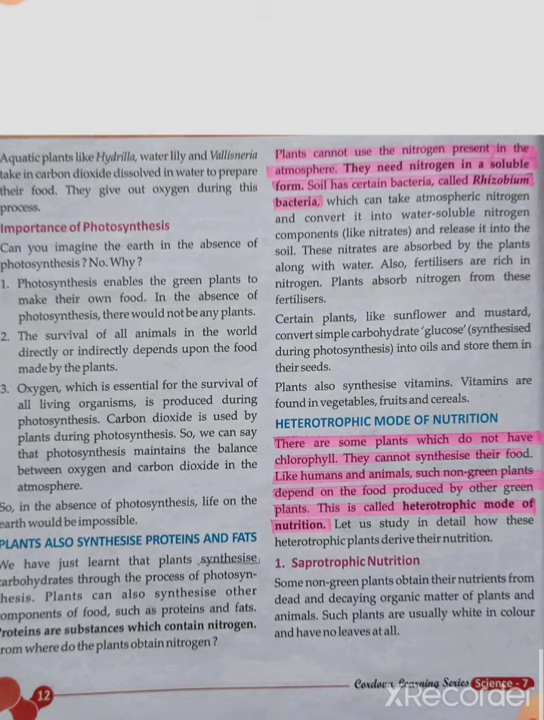 Aquatic plants like Hydrilla, water lily and Vallisneria
take in carbon dioxide dissolved in water to prepare
their food. They give out oxygen during this
process.
Importance of Photosynthesis
Can you imagine the earth in the absence of
photosynthesis ? No. Why ?
1. Photosynthesis enables the green plants to
make their own food. In the absence of
photosynthesis, there would not be any plants.
2. The survival of all animals in the world
directly or indirectly depends upon the food
made by the plants.
3. Oxygen, which is essential for the survival of
all living organisms, is produced during
photosynthesis. Carbon dioxide is used by
plants during photosynthesis. So, we can say
that photosynthesis maintains the balance
between oxygen and carbon dioxide in the
atmosphere.
So, in the absence of photosynthesis, life on the
earth would be impossible.
PLANTS ALSO SYNTHESISE PROTEINS AND FATS
We have just learnt that plants synthesise
carbohydrates through the process of photosyn-
hesis. Plants can also synthesise other
omponents of food, such as proteins and fats.
Proteins are substances which contain nitrogen.
rom where do the plants obtain nitrogen ?
Plants cannot use the nitrogen present in the
atmosphere. They need nitrogen in a soluble
form. Soil has certain bacteria, called Rhizobium
bacteria, which can take atmospheric nitrogen
and convert it into water-soluble nitrogen
components (like nitrates) and release it into the
soil. These nitrates are absorbed by the plants
along with water. Also, fertilisers are rich in
nitrogen. Plants absorb nitrogen from these
fertilisers.
Certain plants, like sunflower and mustard,
convert simple carbohydrate 'glucose' (synthesised
during photosynthesis) into oils and store them in
their seeds.
Plants also synthesise vitamins. Vitamins are
found in vegetables, fruits and cereals.
HETEROTROPHIC MODE OF NUTRITION
There are some plants which do not have
chlorophyll. They cannot synthesise their food.
Like humans and animals, such non-green plants
depend on the food produced by other green
plants. This is called heterotrophic mode of
nutrition. Let us study in detail how these
heterotrophic plants derive their nutrition.
1. Saprotrophic Nutrition
Some non-green plants obtain their nutrients from
dead and decaying organic matter of plants and
animals. Such plants are usually white in colour
and have no leaves at all.
12
Cordova Learning Series Science - 7
XRecorder